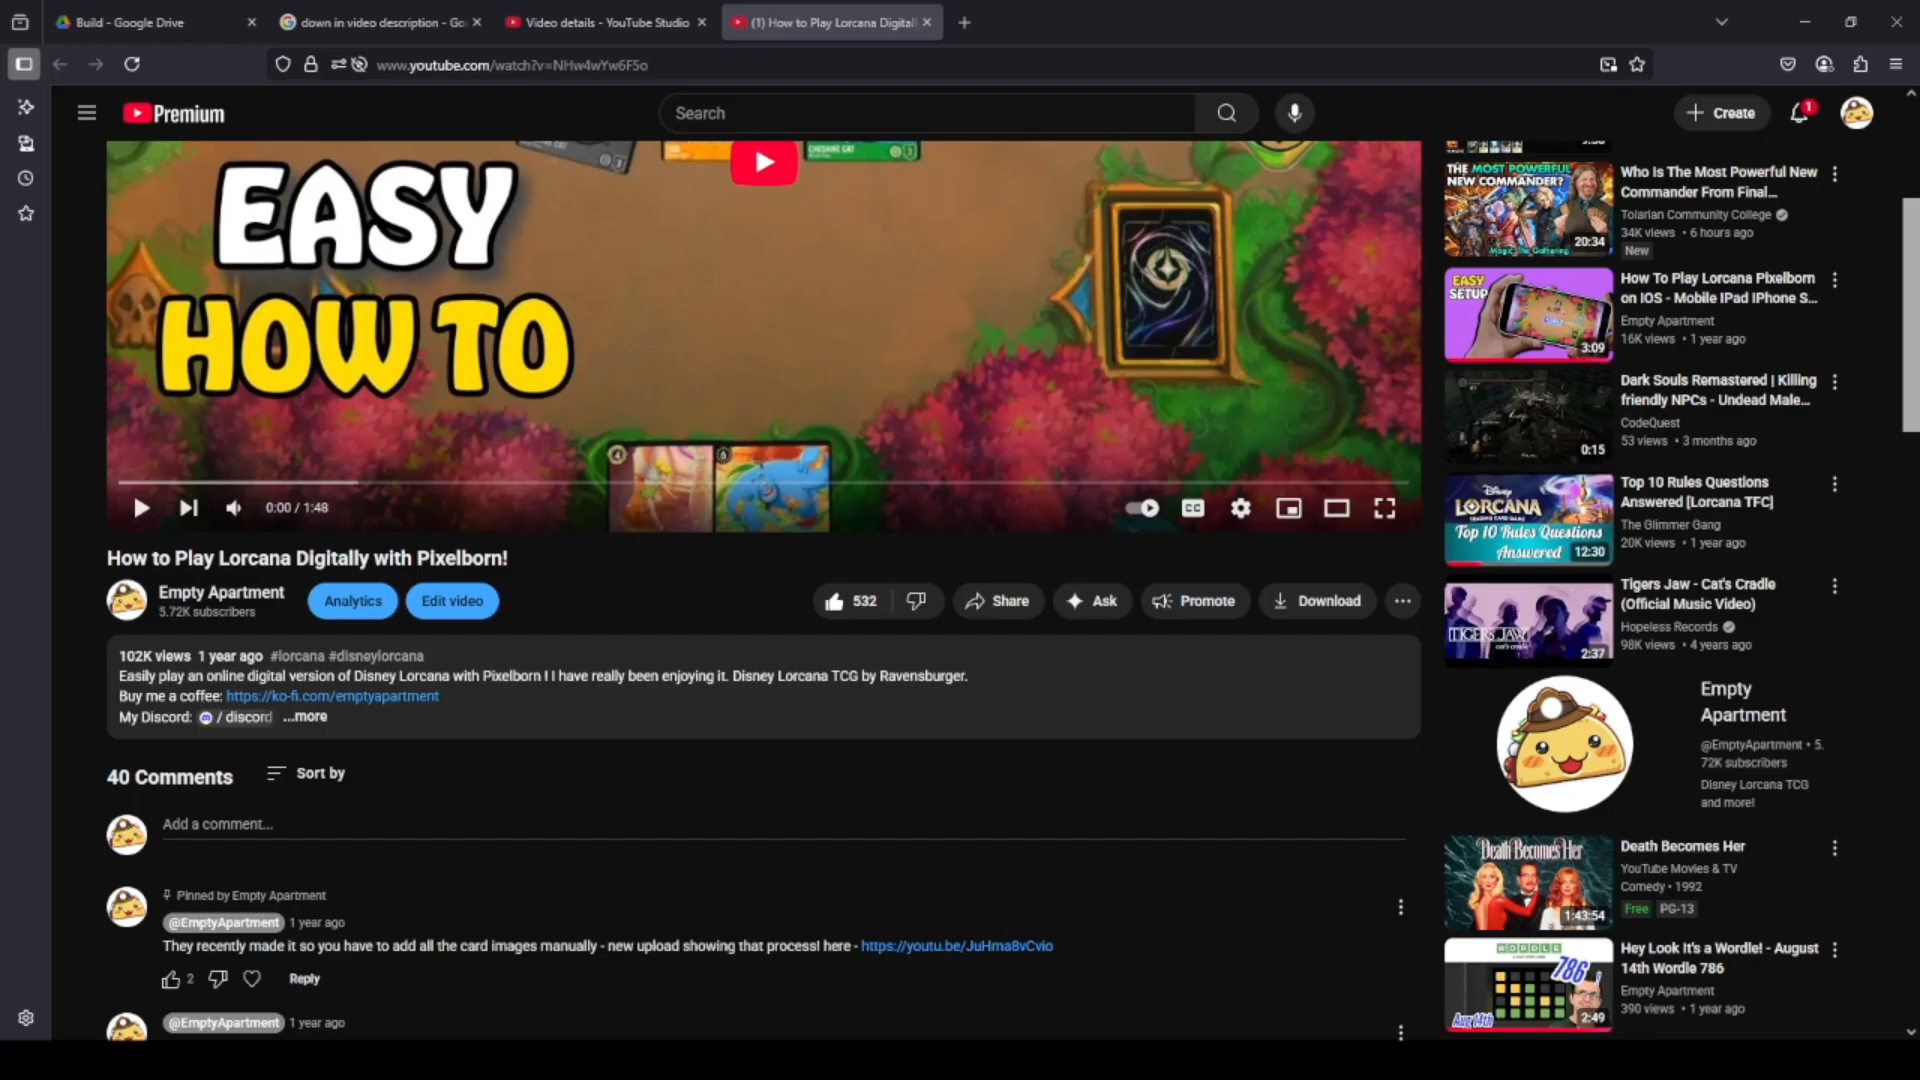 Build - Google Drive
down in video description - Go
Video details - YouTube Studio
(1) How to Play Lorcana Digital
www.youtube.com/watch?v=NHw4wYw6F5o
Premium
Search
Create
1
EASY
HOW TO
CHESHIRE CAT
0:00 / 1:48
CC
How to Play Lorcana Digitally with Pixelborn!
Empty Apartment
5.72K subscribers
Analytics
Edit video
532
Share
Ask
Promote
Download
102K views 1 year ago #lorcana #disneylorcana
Easily play an online digital version of Disney Lorcana with Pixelborn ! I have really been enjoying it. Disney Lorcana TCG by Ravensburger.
Buy me a coffee: https://ko-fi.com/emptyapartment
My Discord: / discord ...more
40 Comments
Sort by
Add a comment...
Pinned by Empty Apartment
@EmptyApartment 1 year ago
They recently made it so you have to add all the card images manually - new upload showing that process! here - https://youtu.be/JuHma8vCvio
2
Reply
@EmptyApartment 1 year ago
THE MOST POWERFUL
NEW COMMANDER?
Magic: The Gathering
20:34
Who Is The Most Powerful New
Commander From Final...
Tolarian Community College
34K views • 6 hours ago
New
EASY
SETUP
3:09
How To Play Lorcana Pixelborn
on IOS - Mobile IPad IPhone S...
Empty Apartment
16K views • 1 year ago
0:15
Dark Souls Remastered | Killing
friendly NPCs - Undead Male...
CodeQuest
53 views • 3 months ago
Disney
LORCANA
Top 10 Rules Questions
Answered
12:30
Top 10 Rules Questions
Answered [Lorcana TFC]
The Glimmer Gang
20K views • 1 year ago
TIGERS JAW
cat's cradle
2:37
Tigers Jaw - Cat's Cradle
(Official Music Video)
Hopeless Records
98K views • 4 years ago
Empty
Apartment
@EmptyApartment • 5.
72K subscribers
Disney Lorcana TCG
and more!
Death Becomes Her
1:43:54
Death Becomes Her
YouTube Movies & TV
Comedy • 1992
Free PG-13
WORDLE
786
Aug 14th
2:49
Hey Look It's a Wordle! - August
14th Wordle 786
Empty Apartment
390 views • 1 year ago